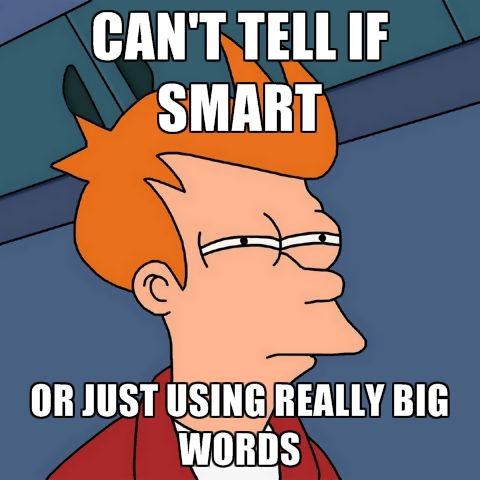 CAN'T TELL IF
SMART
OR JUST USING REALLY BIG
WORDS